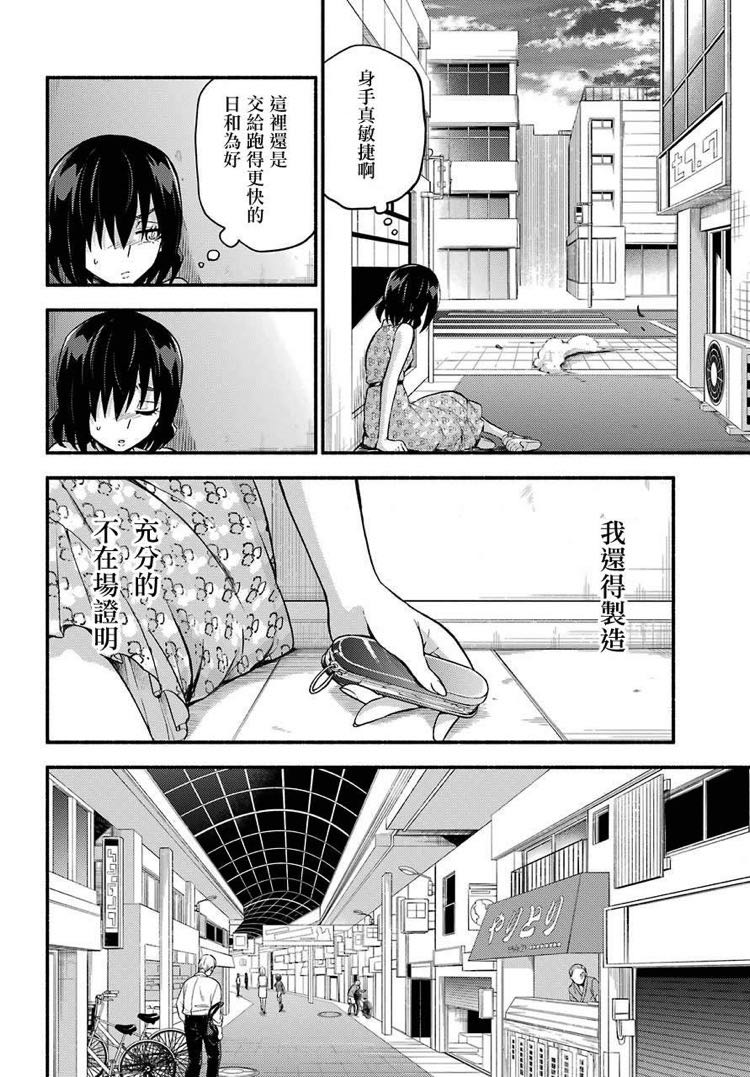 身手真敏捷啊
這裡還是
交給跑得更快的
日和為好
我還得製造
充分的
不在場證明
やりとり